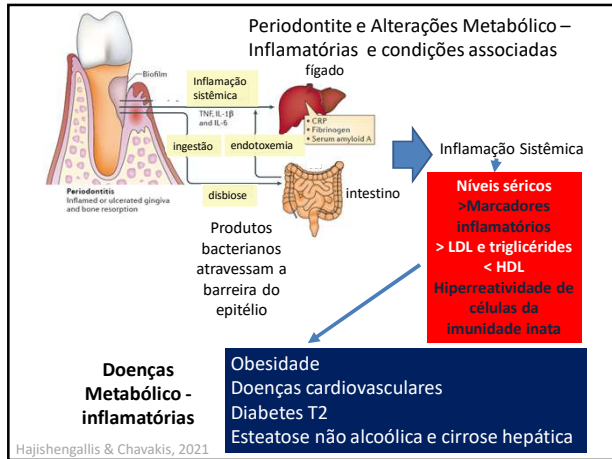 Periodontite e Alterações Metabólico –
Inflamatórias e condições associadas
Biofilm
Inflamação
sistêmica
TNF, IL-1β
and IL-6
ingestão
endotoxemia
disbiose
fígado
• CRP
• Fibrinogen
• Serum amyloid A
intestino
Periodontitis
Inflamed or ulcerated gingiva
and bone resorption
Produtos
bacterianos
atravessam a
barreira do
epitélio
Inflamação Sistêmica
Níveis séricos
>Marcadores
inflamatórios
> LDL e triglicérides
< HDL
Hiperreatividade de
células da
imunidade inata
Doenças
Metabólico -
inflamatórias
Obesidade
Doenças cardiovasculares
Diabetes T2
Esteatose não alcoólica e cirrose hepática
Hajishengallis & Chavakis, 2021